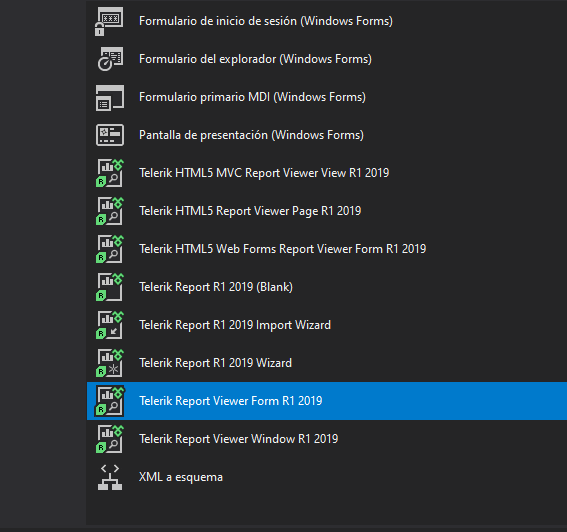 Formulario de inicio de sesión (Windows Forms)
Formulario del explorador (Windows Forms)
Formulario primario MDI (Windows Forms)
Pantalla de presentación (Windows Forms)
Telerik HTML5 MVC Report Viewer View R1 2019
Telerik HTML5 Report Viewer Page R1 2019
Telerik HTML5 Web Forms Report Viewer Form R1 2019
Telerik Report R1 2019 (Blank)
Telerik Report R1 2019 Import Wizard
Telerik Report R1 2019 Wizard
Telerik Report Viewer Form R1 2019
Telerik Report Viewer Window R1 2019
XML a esquema